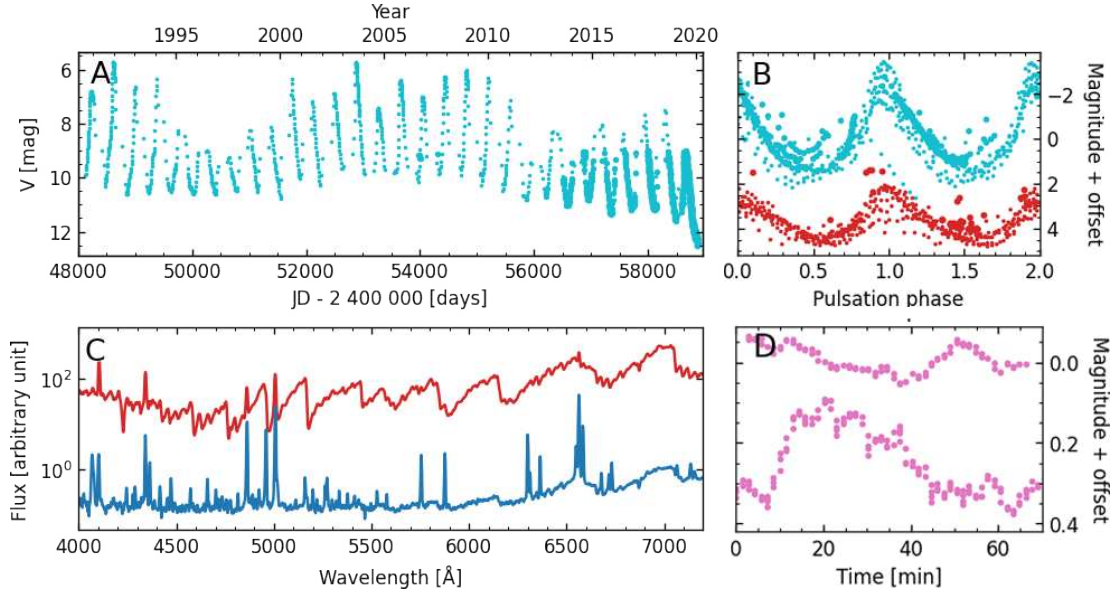 Year
1995 2000 2005 2010 2015 2020
A
V [mag]
6
8
10
12
48000 50000 52000 54000 56000 58000
JD - 2 400 000 [days]
B
−2
0
2
4
Magnitude + offset
0.0 0.5 1.0 1.5 2.0
Pulsation phase
C
Flux [arbitrary unit]
10²
10⁰
4000 4500 5000 5500 6000 6500 7000
Wavelength [Å]
D
0.0
0.2
0.4
Magnitude + offset
0 20 40 60
Time [min]